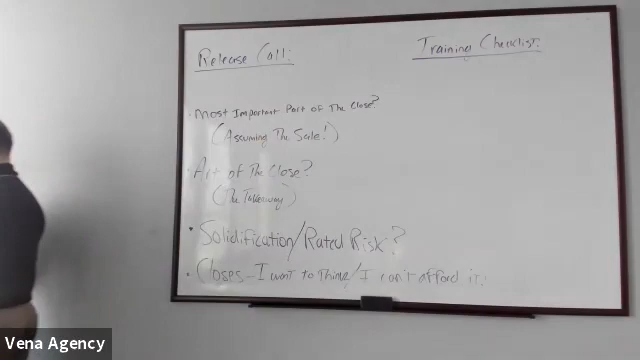 Release Call:
Training Checklist:
· Most Important Part of The Close?
(Assuming The Sale!)
· Art of The Close?
(The Takeaway)
• Solidification/Rated Risk?
• Closes - I want to Think/I can't afford it.
Vena Agency